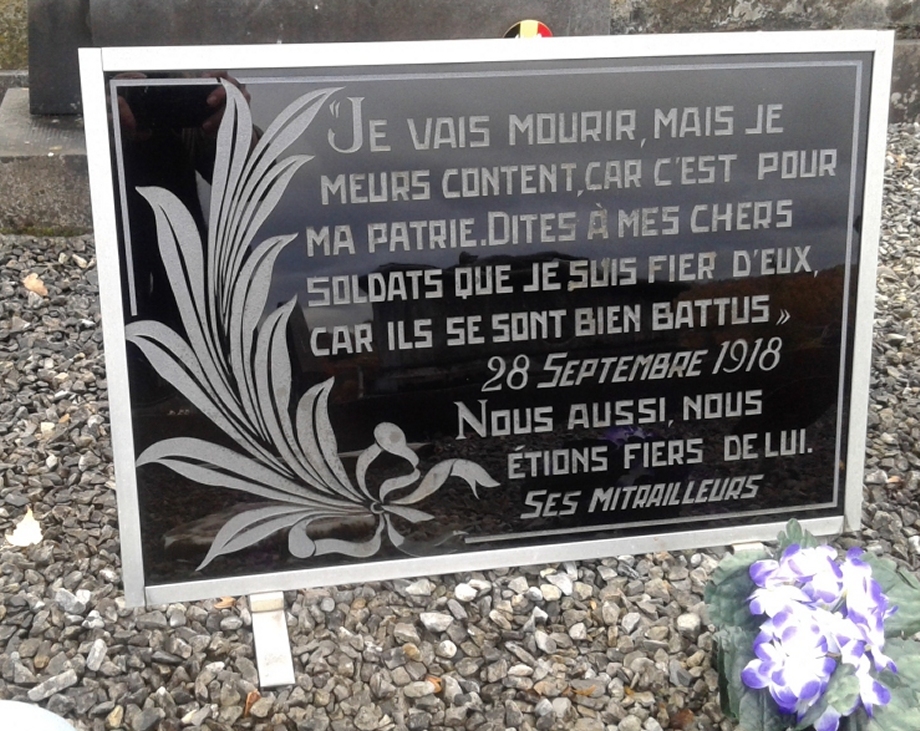 "JE VAIS MOURIR, MAIS JE
MEURS CONTENT, CAR C'EST POUR
MA PATRIE. DITES À MES CHERS
SOLDATS QUE JE SUIS FIER D'EUX,
CAR ILS SE SONT BIEN BATTUS »
28 SEPTEMBRE 1918
NOUS AUSSI, NOUS
ÉTIONS FIERS DE LUI.
SES MITRAILLEURS